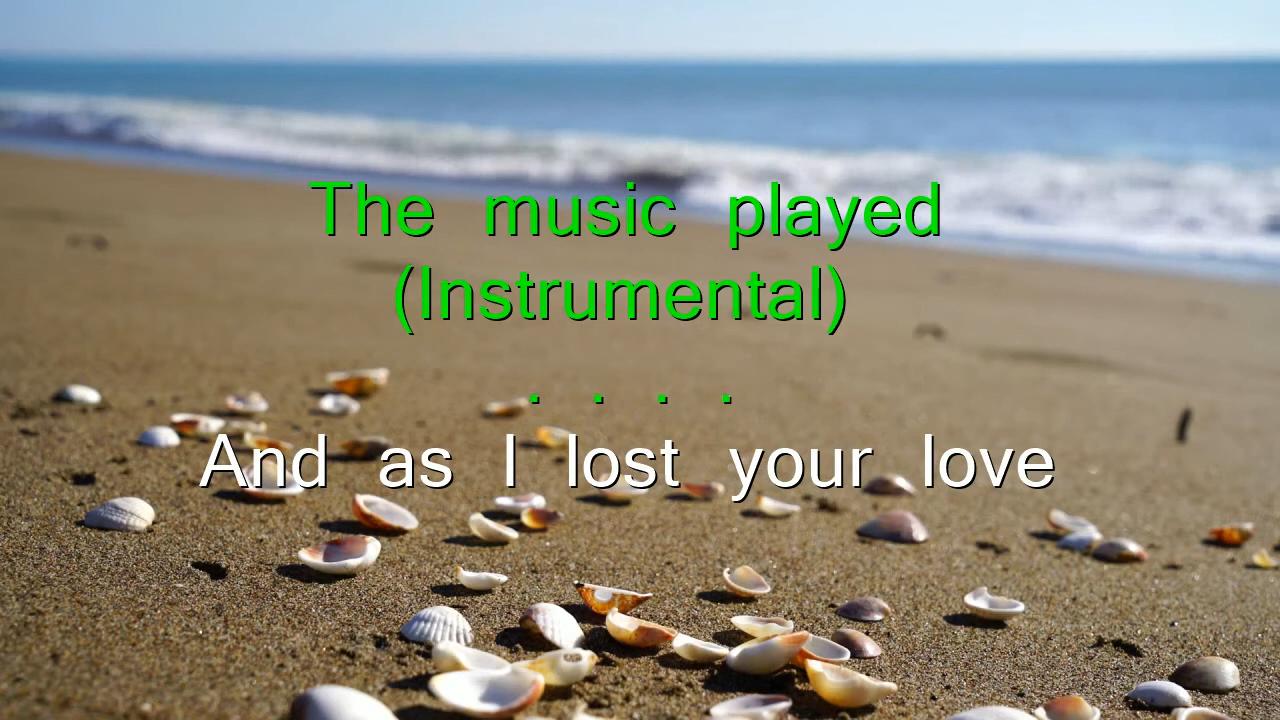 The music played
(Instrumental)
. . . .
And as I lost your love